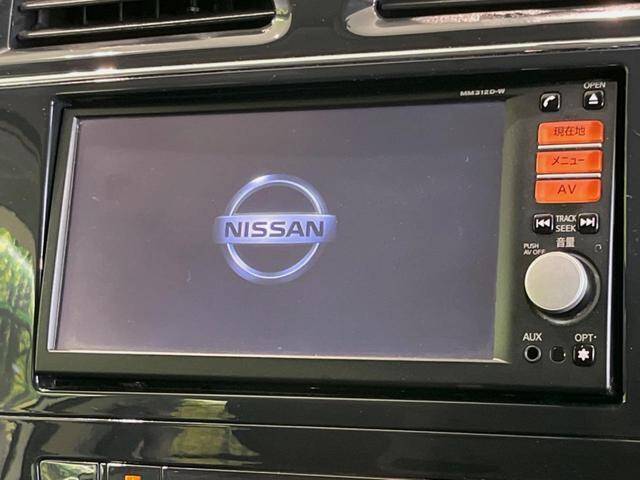 MM312D-W
OPEN
現在地
メニュー
AV
TRACK
SEEK
音量
PUSH
AV OFF
NISSAN
AUX
OPT